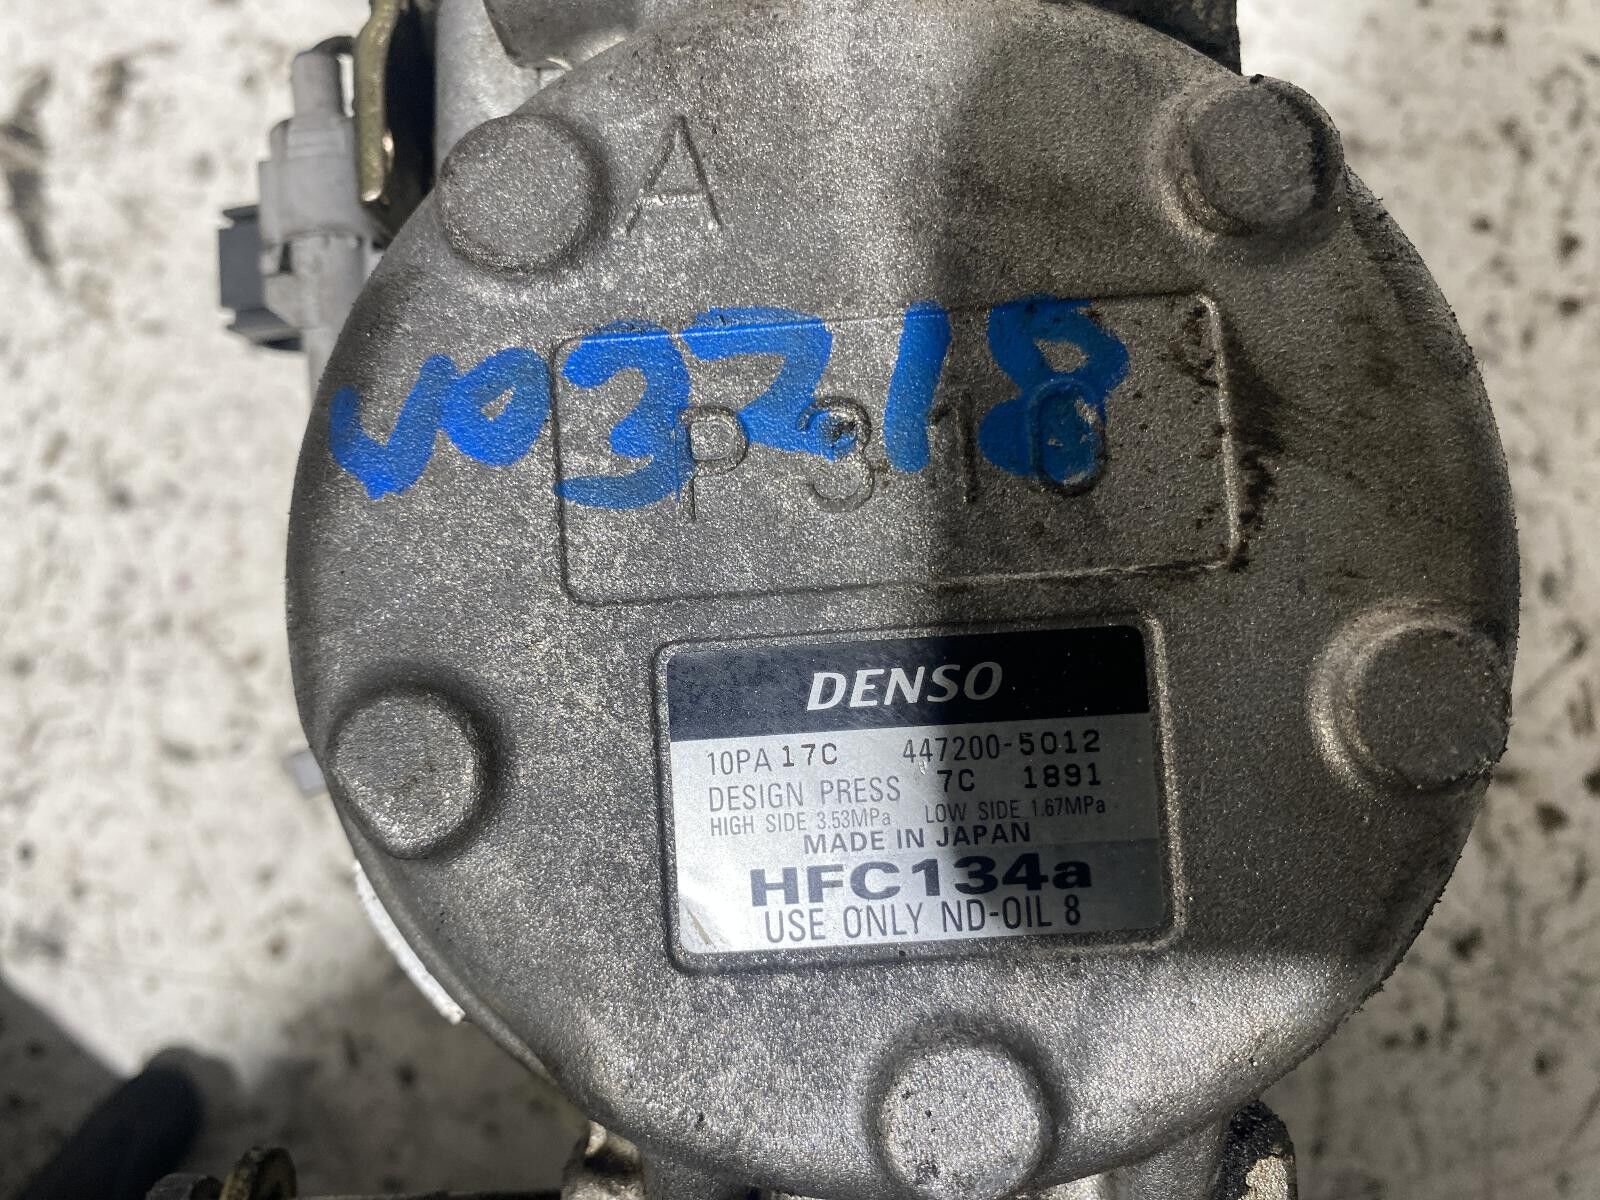 A
V03218
P310
DENSO
10PA 17C 447200-5012
DESIGN PRESS 7C 1891
HIGH SIDE 3.53MPa LOW SIDE 1.67MPa
MADE IN JAPAN
HFC134a
USE ONLY ND-OIL 8